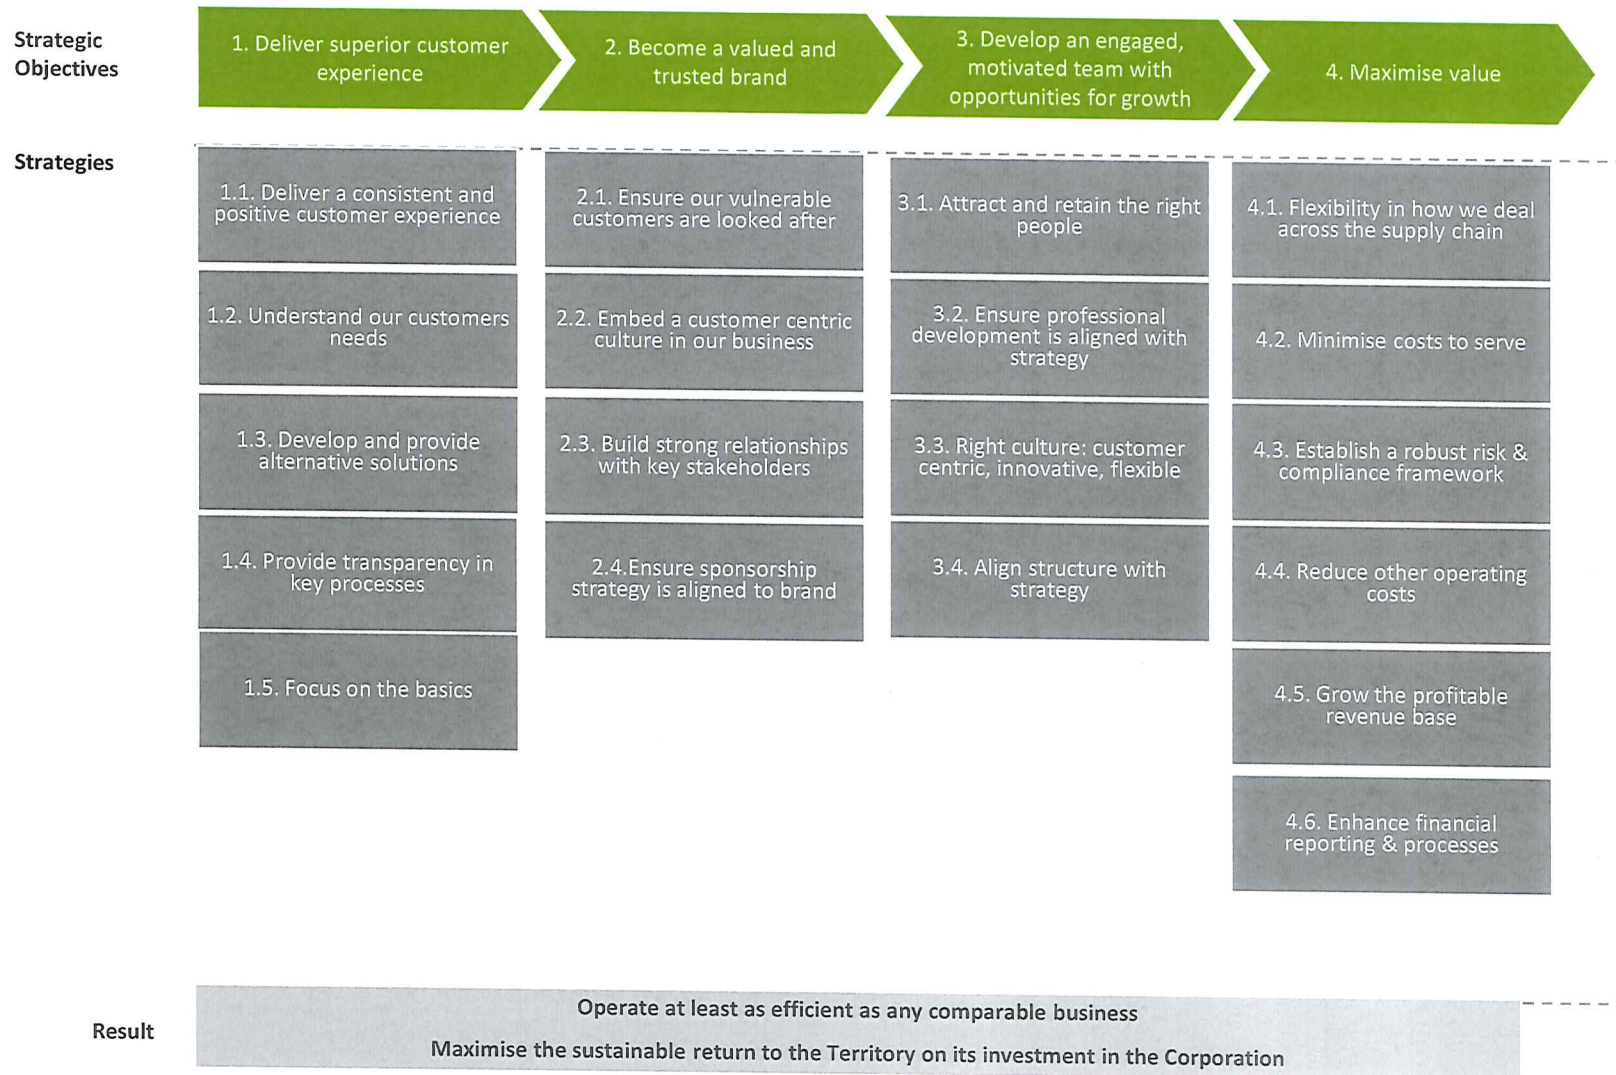 Strategic
Objectives
1. Deliver superior customer
experience
2. Become a valued and
trusted brand
3. Develop an engaged,
motivated team with
opportunities for growth
4. Maximise value
Strategies
1.1. Deliver a consistent and
positive customer experience
1.2. Understand our customers
needs
1.3. Develop and provide
alternative solutions
1.4. Provide transparency in
key processes
1.5. Focus on the basics
2.1. Ensure our vulnerable
customers are looked after
2.2. Embed a customer centric
culture in our business
2.3. Build strong relationships
with key stakeholders
2.4.Ensure sponsorship
strategy is aligned to brand
3.1. Attract and retain the right
people
3.2. Ensure professional
development is aligned with
strategy
3.3. Right culture: customer
centric, innovative, flexible
3.4. Align structure with
strategy
4.1. Flexibility in how we deal
across the supply chain
4.2. Minimise costs to serve
4.3. Establish a robust risk &
compliance framework
4.4. Reduce other operating
costs
4.5. Grow the profitable
revenue base
4.6. Enhance financial
reporting & processes
Result
Operate at least as efficient as any comparable business
Maximise the sustainable return to the Territory on its investment in the Corporation